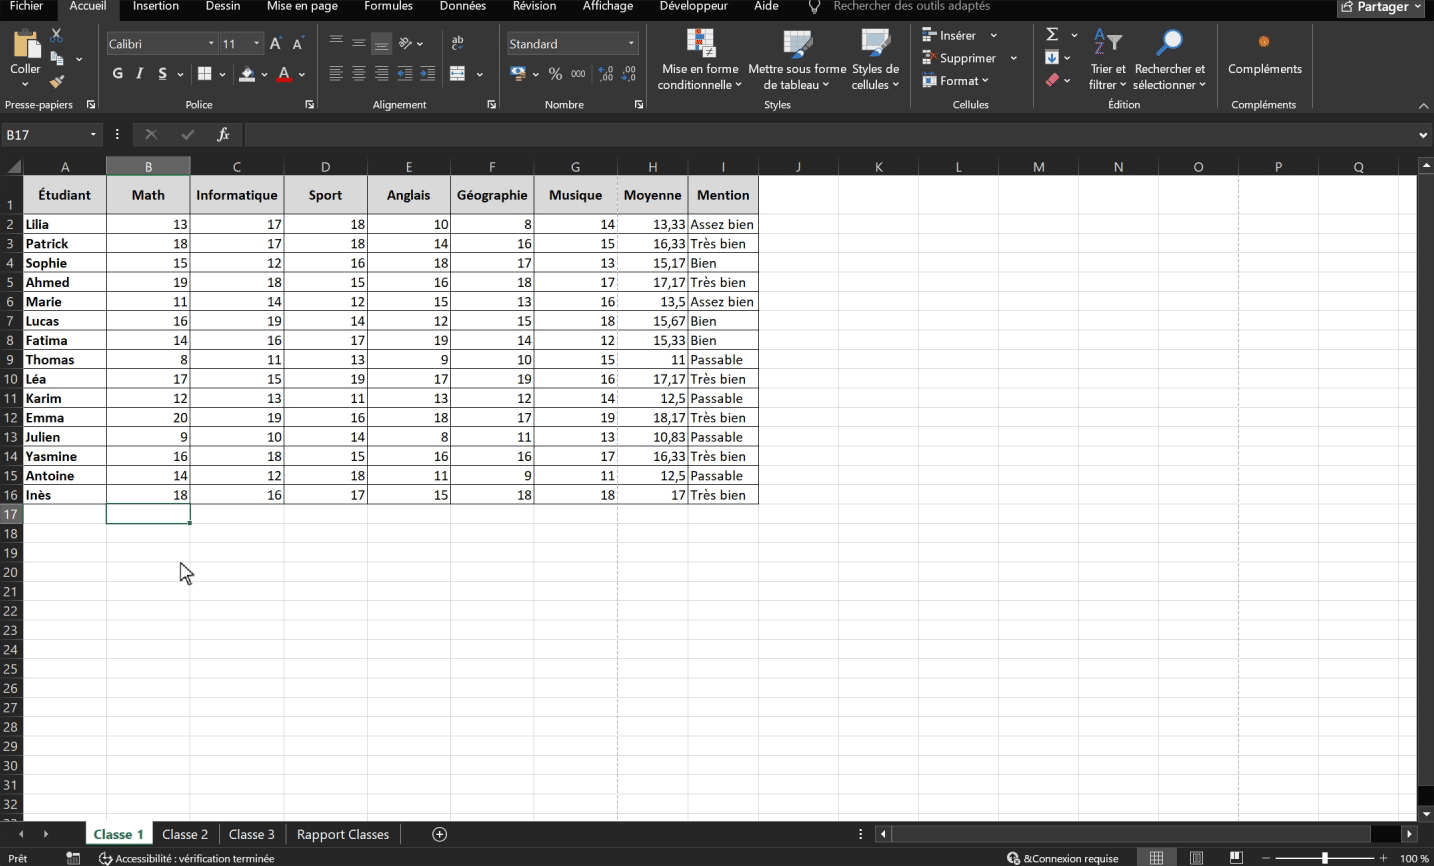 Fichier Accueil Insertion Dessin Mise en page Formules Données Révision Affichage Développeur Aide Rechercher des outils adaptés Partager
Coller
Presse-papiers
Calibri 11
G I S
Police
ab
c
Alignement
Standard
% 000
,00 ,00
Nombre
Mise en forme conditionnelle
Mettre sous forme de tableau
Styles de cellules
Styles
Insérer
Supprimer
Format
Cellules
Trier et filtrer
Rechercher et sélectionner
Édition
Compléments
Compléments
B17 fx
A B C D E F G H I J K L M N O P Q
1 Étudiant Math Informatique Sport Anglais Géographie Musique Moyenne Mention
2 Lilia 13 17 18 10 8 14 13,33 Assez bien
3 Patrick 18 17 18 14 16 15 16,33 Très bien
4 Sophie 15 12 16 18 17 13 15,17 Bien
5 Ahmed 19 18 15 16 18 17 17,17 Très bien
6 Marie 11 14 12 15 13 16 13,5 Assez bien
7 Lucas 16 19 14 12 15 18 15,67 Bien
8 Fatima 14 16 17 19 14 12 15,33 Bien
9 Thomas 8 11 13 9 10 15 11 Passable
10 Léa 17 15 19 17 19 16 17,17 Très bien
11 Karim 12 13 11 13 12 14 12,5 Passable
12 Emma 20 19 16 18 17 19 18,17 Très bien
13 Julien 9 10 14 8 11 13 10,83 Passable
14 Yasmine 16 18 15 16 16 17 16,33 Très bien
15 Antoine 14 12 18 11 9 11 12,5 Passable
16 Inès 18 16 17 15 18 18 17 Très bien
17
18
19
20
21
22
23
24
25
26
27
28
29
30
31
32
Classe 1 Classe 2 Classe 3 Rapport Classes
Prêt Accessibilité : vérification terminée &Connexion requise 100 %